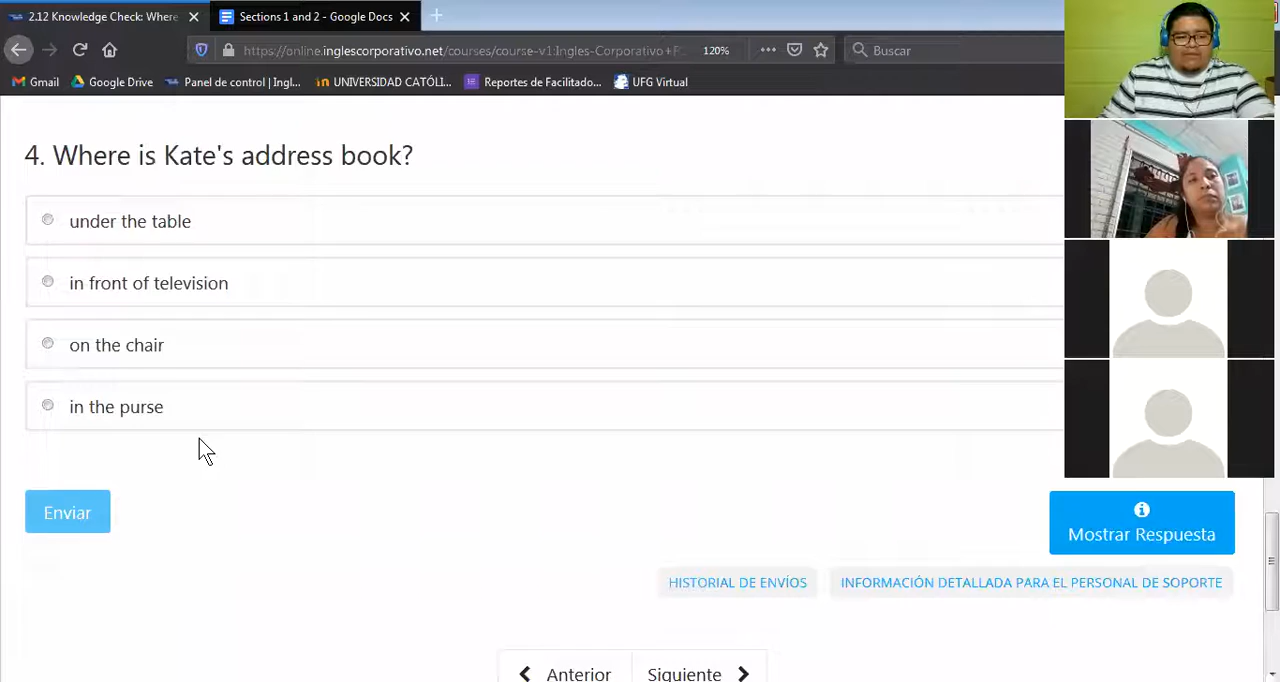 2.12 Knowledge Check: Where
Sections 1 and 2 - Google Docs
https://online.inglescorporativo.net/courses/course-v1:Ingles-Corporativo+P
120%
Buscar
Gmail
Google Drive
Panel de control | Ingl...
UNIVERSIDAD CATÓLI...
Reportes de Facilitado...
UFG Virtual
4. Where is Kate's address book?
under the table
in front of television
on the chair
in the purse
Enviar
Mostrar Respuesta
HISTORIAL DE ENVÍOS
INFORMACIÓN DETALLADA PARA EL PERSONAL DE SOPORTE
Anterior
Siguiente